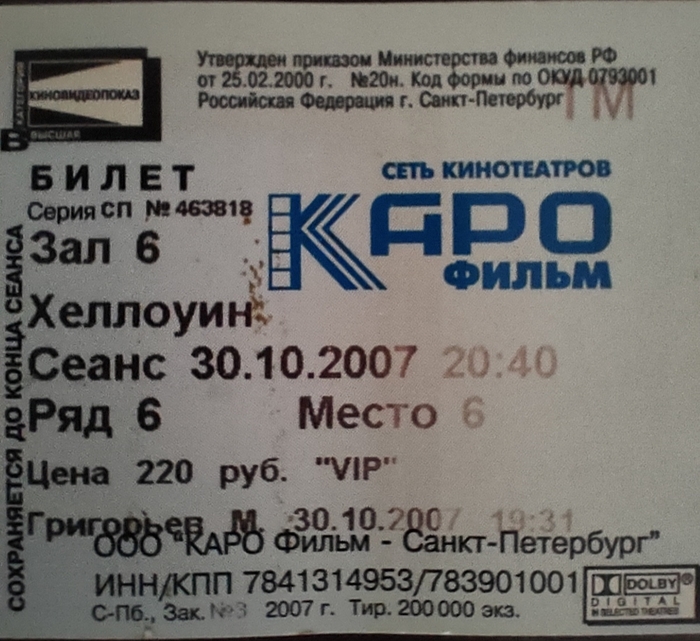 Утвержден приказом Министерства финансов РФ
от 25.02.2000 г. №20н. Код формы по ОКУД 0793001
Российская Федерация г. Санкт-Петербург
КАТЕГОРИЯ
КИНОВИДЕОПОКАЗ
ВЫСШАЯ
БИЛЕТ
Серия СП № 463818
СЕТЬ КИНОТЕАТРОВ
КАРО
ФИЛЬМ
Зал 6
Хеллоуин
Сеанс 30.10.2007 20:40
Ряд 6 Место 6
Цена 220 руб. "VIP"
Григорьев М. 30.10.2007 19:31
ООО "КАРО Фильм - Санкт-Петербург"
ИНН/КПП 7841314953/783901001
С-Пб., Зак. №3 2007 г. Тир. 200 000 экз.
DOLBY
DIGITAL
IN SELECTED THEATRES
СОХРАНЯЕТСЯ ДО КОНЦА СЕАНСА